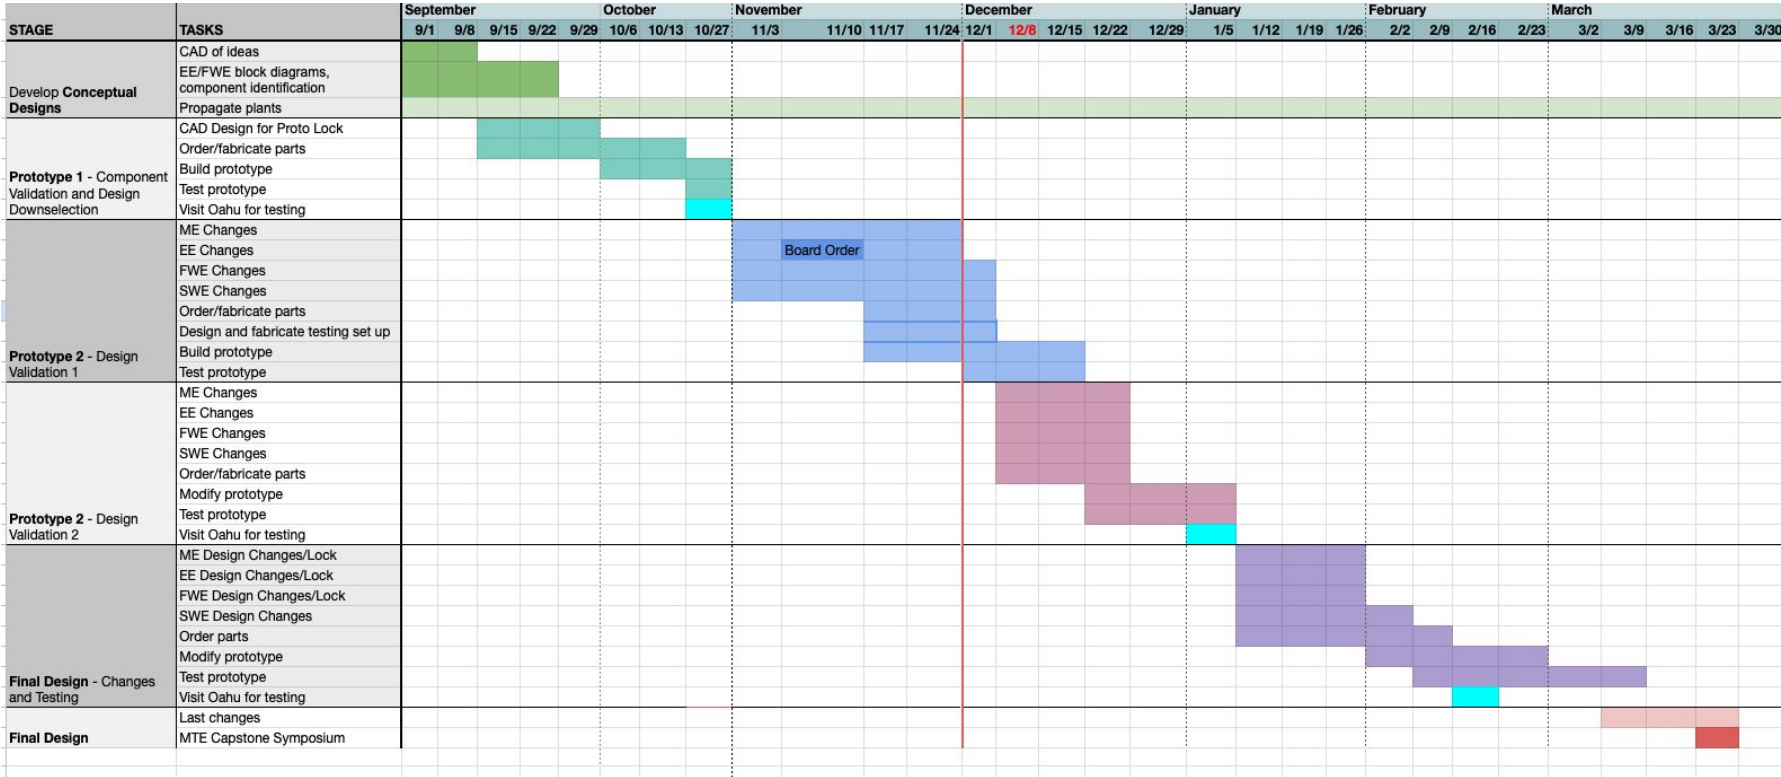 September October November December January February March
STAGE TASKS 9/1 9/8 9/15 9/22 9/29 10/6 10/13 10/27 11/3 11/10 11/17 11/24 12/1 12/8 12/15 12/22 12/29 1/5 1/12 1/19 1/26 2/2 2/9 2/16 2/23 3/2 3/9 3/16 3/23 3/30
Develop Conceptual
Designs
CAD of ideas
EE/FWE block diagrams,
component identification
Propagate plants
Prototype 1 - Component
Validation and Design
Downselection
CAD Design for Proto Lock
Order/fabricate parts
Build prototype
Test prototype
Visit Oahu for testing
Prototype 2 - Design
Validation 1
ME Changes
EE Changes
Board Order
FWE Changes
SWE Changes
Order/fabricate parts
Design and fabricate testing set up
Build prototype
Test prototype
Prototype 2 - Design
Validation 2
ME Changes
EE Changes
FWE Changes
SWE Changes
Order/fabricate parts
Modify prototype
Test prototype
Visit Oahu for testing
Final Design - Changes
and Testing
ME Design Changes/Lock
EE Design Changes/Lock
FWE Design Changes/Lock
SWE Design Changes
Order parts
Modify prototype
Test prototype
Visit Oahu for testing
Final Design
Last changes
MTE Capstone Symposium